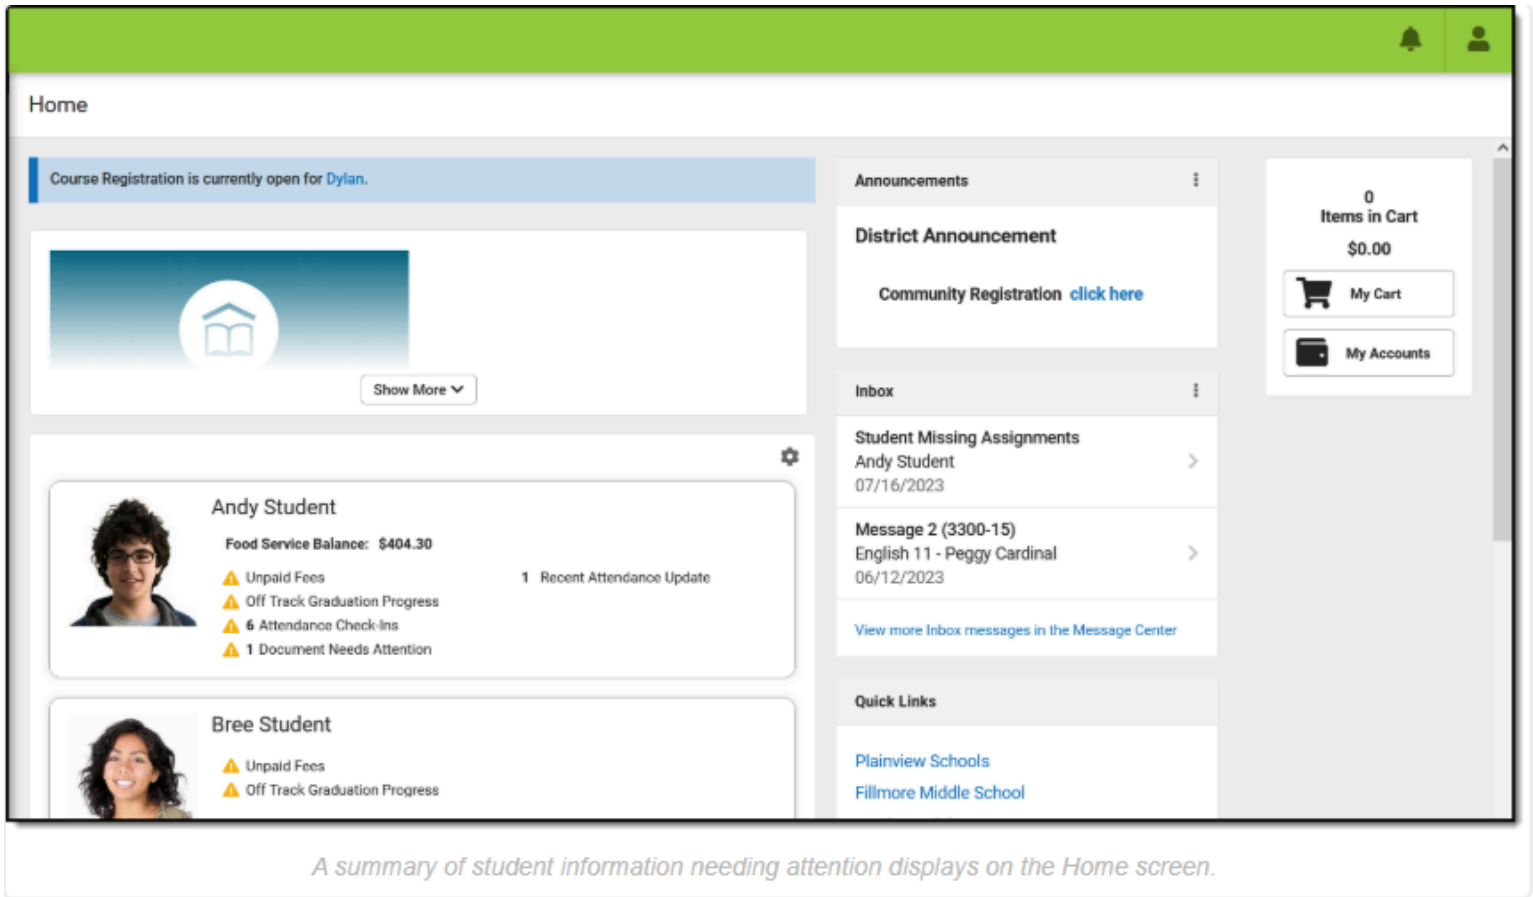 Home
Course Registration is currently open for Dylan.
Show More
Andy Student
Food Service Balance: $404.30
Unpaid Fees
1 Recent Attendance Update
Off Track Graduation Progress
6 Attendance Check-Ins
1 Document Needs Attention
Bree Student
Unpaid Fees
Off Track Graduation Progress
Announcements
District Announcement
Community Registration click here
Inbox
Student Missing Assignments
Andy Student
07/16/2023
Message 2 (3300-15)
English 11 - Peggy Cardinal
06/12/2023
View more Inbox messages in the Message Center
Quick Links
Plainview Schools
Fillmore Middle School
0
Items in Cart
$0.00
My Cart
My Accounts
A summary of student information needing attention displays on the Home screen.